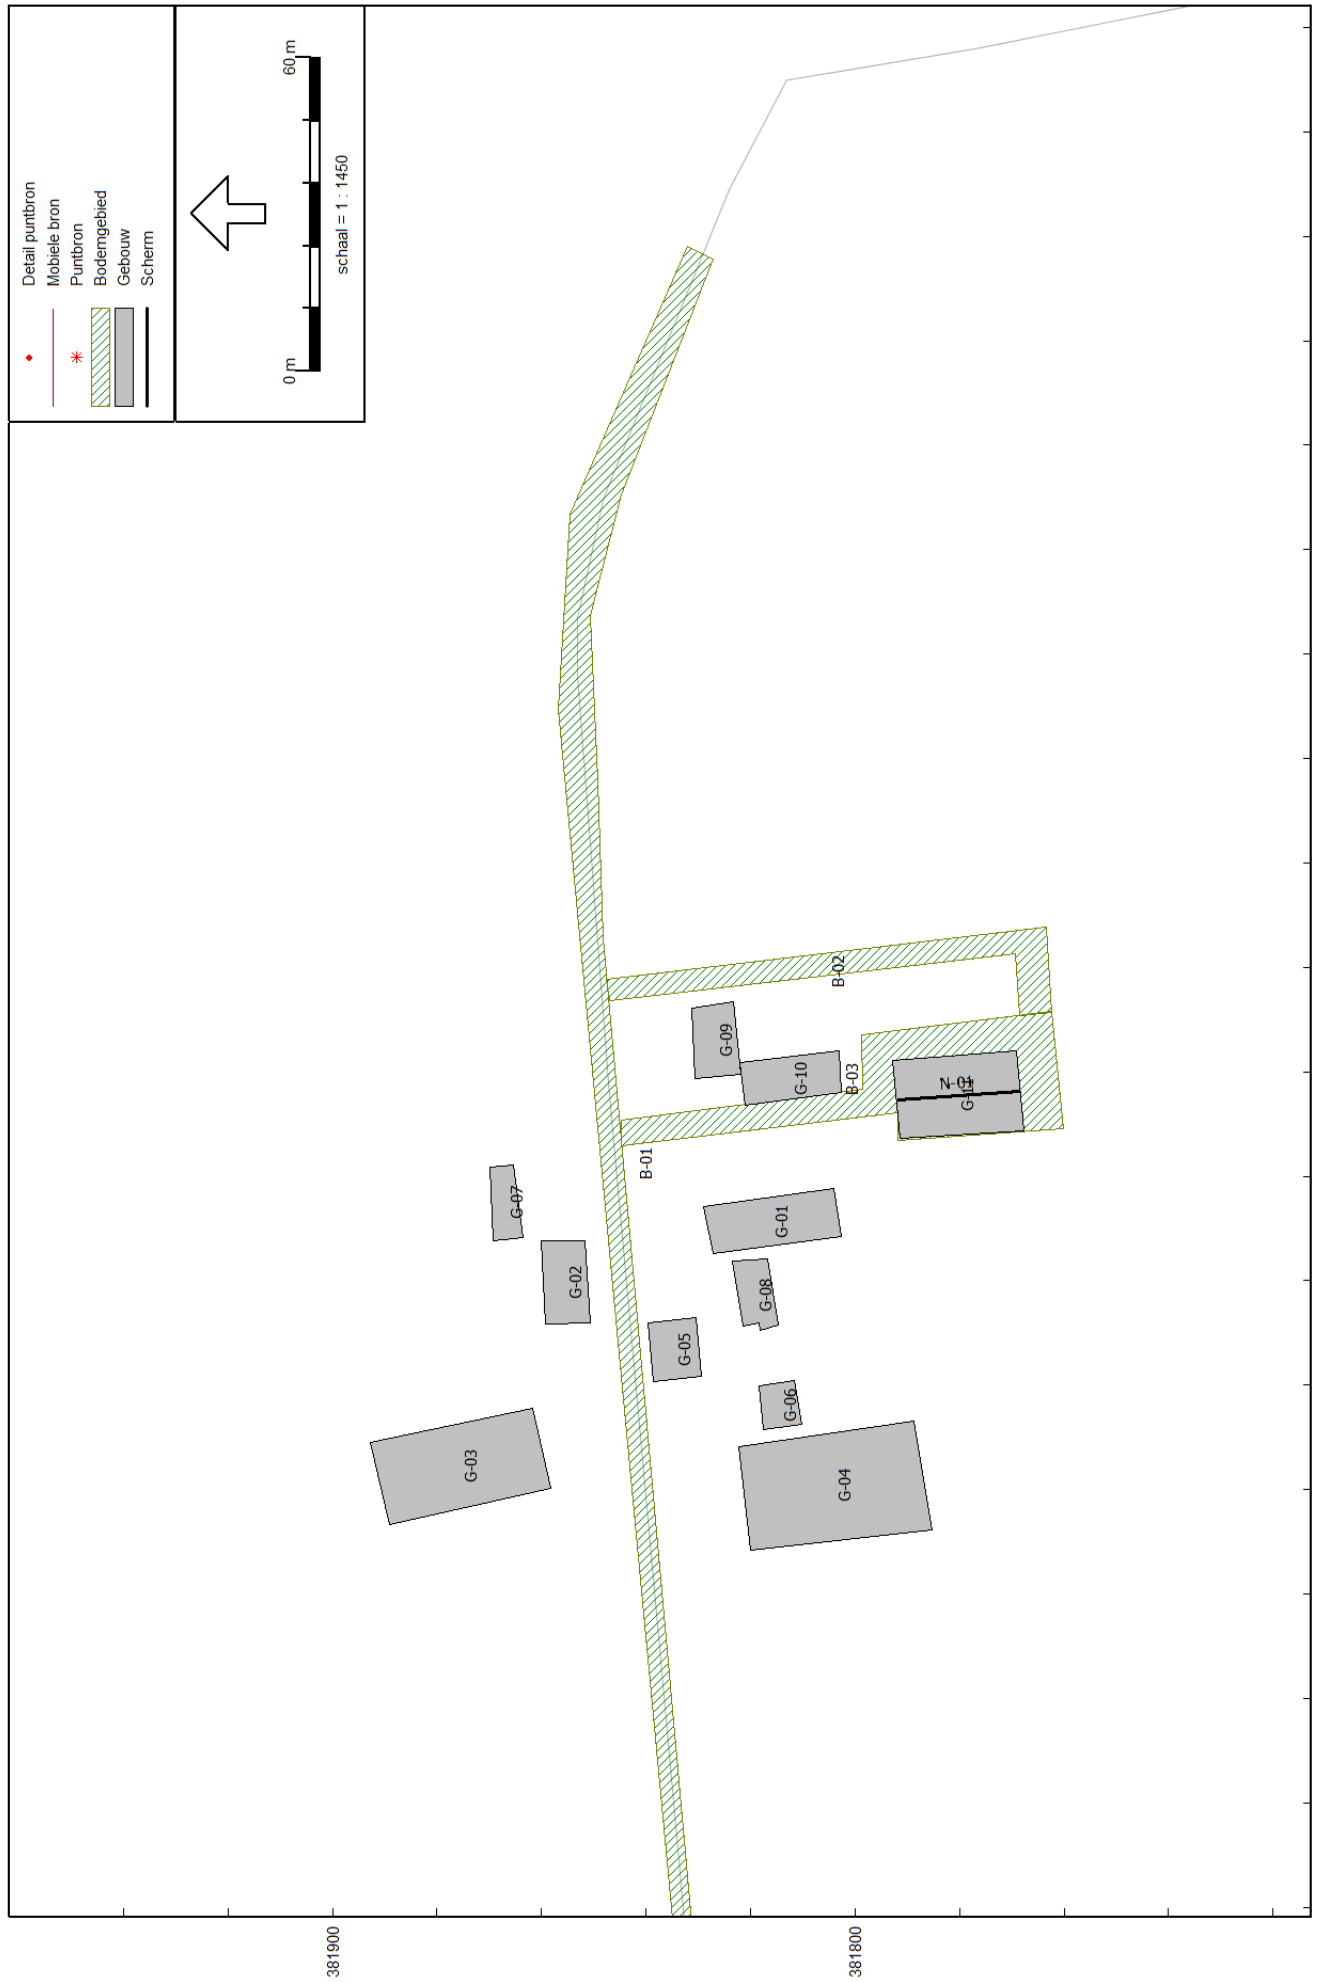 Detail puntbron
Mobiele bron
Puntbron
Bodemgebied
Gebouw
Scherm
0 m
60 m
schaal = 1 : 1450
B-02
G-09
G-10
B-03
G-11
B-01
G-07
G-01
G-02
G-08
G-05
G-06
G-03
G-04
381900
381800